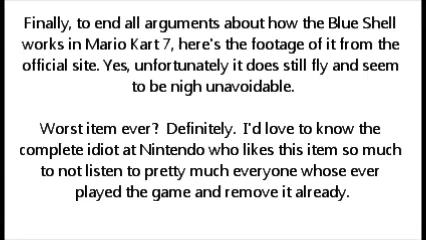 Finally, to end all arguments about how the Blue Shell
works in Mario Kart 7, here's the footage of it from the
official site. Yes, unfortunately it does still fly and seem
to be nigh unavoidable.
Worst item ever? Definitely. I'd love to know the
complete idiot at Nintendo who likes this item so much
to not listen to pretty much everyone whose ever
played the game and remove it already.